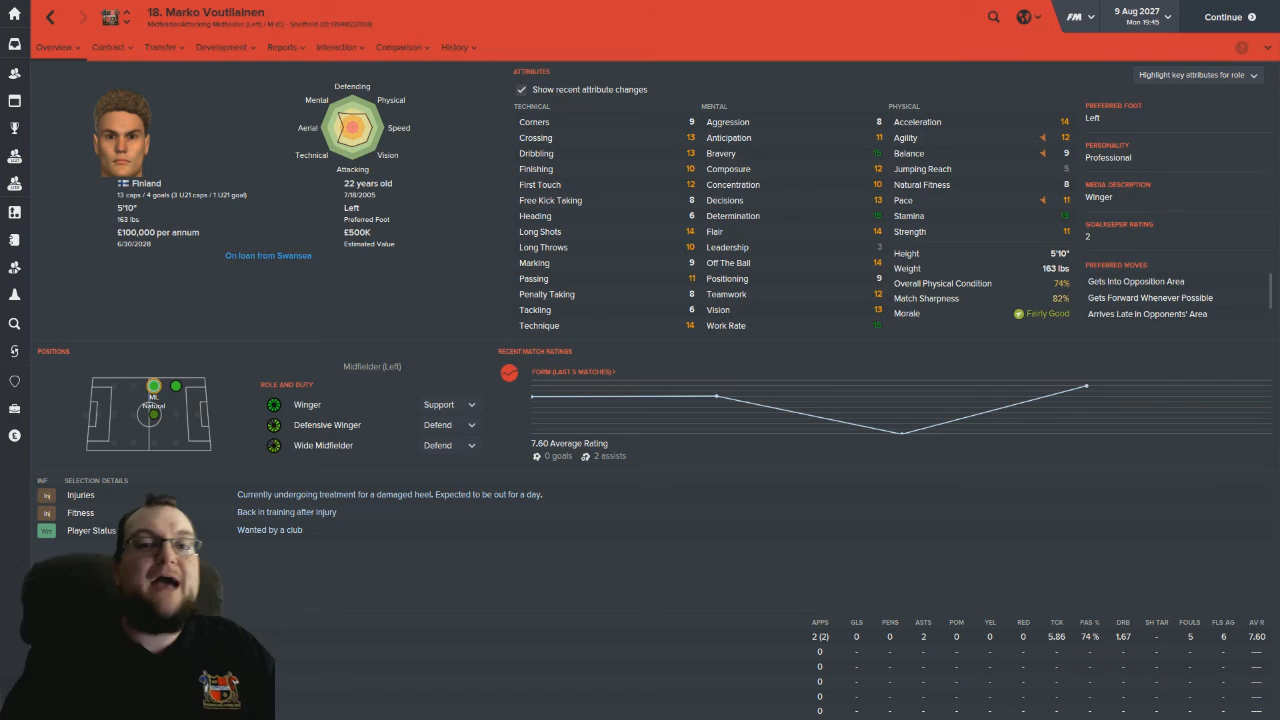 18. Marko Voutilainen
Midfielder/Attacking Midfielder (Left) / M (C) - Sheffield
FM
9 Aug 2027
Mon 19:45
Continue
Overview
Contract
Transfer
Development
Reports
Interaction
Comparison
History
Defending
Mental
Physical
Aerial
Speed
Technical
Vision
Attacking
Finland
13 caps / 4 goals (3 U21 caps / 1 U21 goal)
5'10"
163 lbs
£100,000 per annum
6/30/2028
22 years old
7/18/2005
Left
Preferred Foot
£500K
Estimated Value
On loan from Swansea
ATTRIBUTES
Show recent attribute changes
Highlight key attributes for role
TECHNICAL MENTAL PHYSICAL
Corners 9 Aggression 8 Acceleration 14
Crossing 13 Anticipation 11 Agility 12
Dribbling 13 Bravery 15 Balance 9
Finishing 10 Composure 12 Jumping Reach 5
First Touch 12 Concentration 10 Natural Fitness 8
Free Kick Taking 8 Decisions 13 Pace 11
Heading 6 Determination 15 Stamina 13
Long Shots 14 Flair 14 Strength 11
Long Throws 10 Leadership 3
Marking 9 Off The Ball 14
Passing 11 Positioning 9
Penalty Taking 8 Teamwork 12
Tackling 6 Vision 13
Technique 14 Work Rate 15
Height 5'10"
Weight 163 lbs
Overall Physical Condition 74%
Match Sharpness 82%
Morale Fairly Good
PREFERRED FOOT
Left
PERSONALITY
Professional
MEDIA DESCRIPTION
Winger
GOALKEEPER RATING
2
PREFERRED MOVES
Gets Into Opposition Area
Gets Forward Whenever Possible
Arrives Late In Opponents' Area
POSITIONS
ML
Natural
Midfielder (Left)
ROLE AND DUTY
Winger Support
Defensive Winger Defend
Wide Midfielder Defend
RECENT MATCH RATINGS
FORM (LAST 5 MATCHES)>
7.60 Average Rating
0 goals 2 assists
INF SELECTION DETAILS
Inj Injuries Currently undergoing treatment for a damaged heel. Expected to be out for a day.
Inj Fitness Back in training after injury
Wnt Player Status Wanted by a club
APPS GLS PENS ASTS POM YEL RED TCK PAS % DRB SH TAR FOULS FLS AG AV R
2 (2) 0 0 2 0 0 0 5.86 74 % 1.67 - 5 6 7.60
0 - - - - - - - - - - - - ----
0 - - - - - - - - - - - - ----
0 - - - - - - - - - - - - ----
0 - - - - - - - - - - - - ----
0 - - - - - - - - - - - - ----